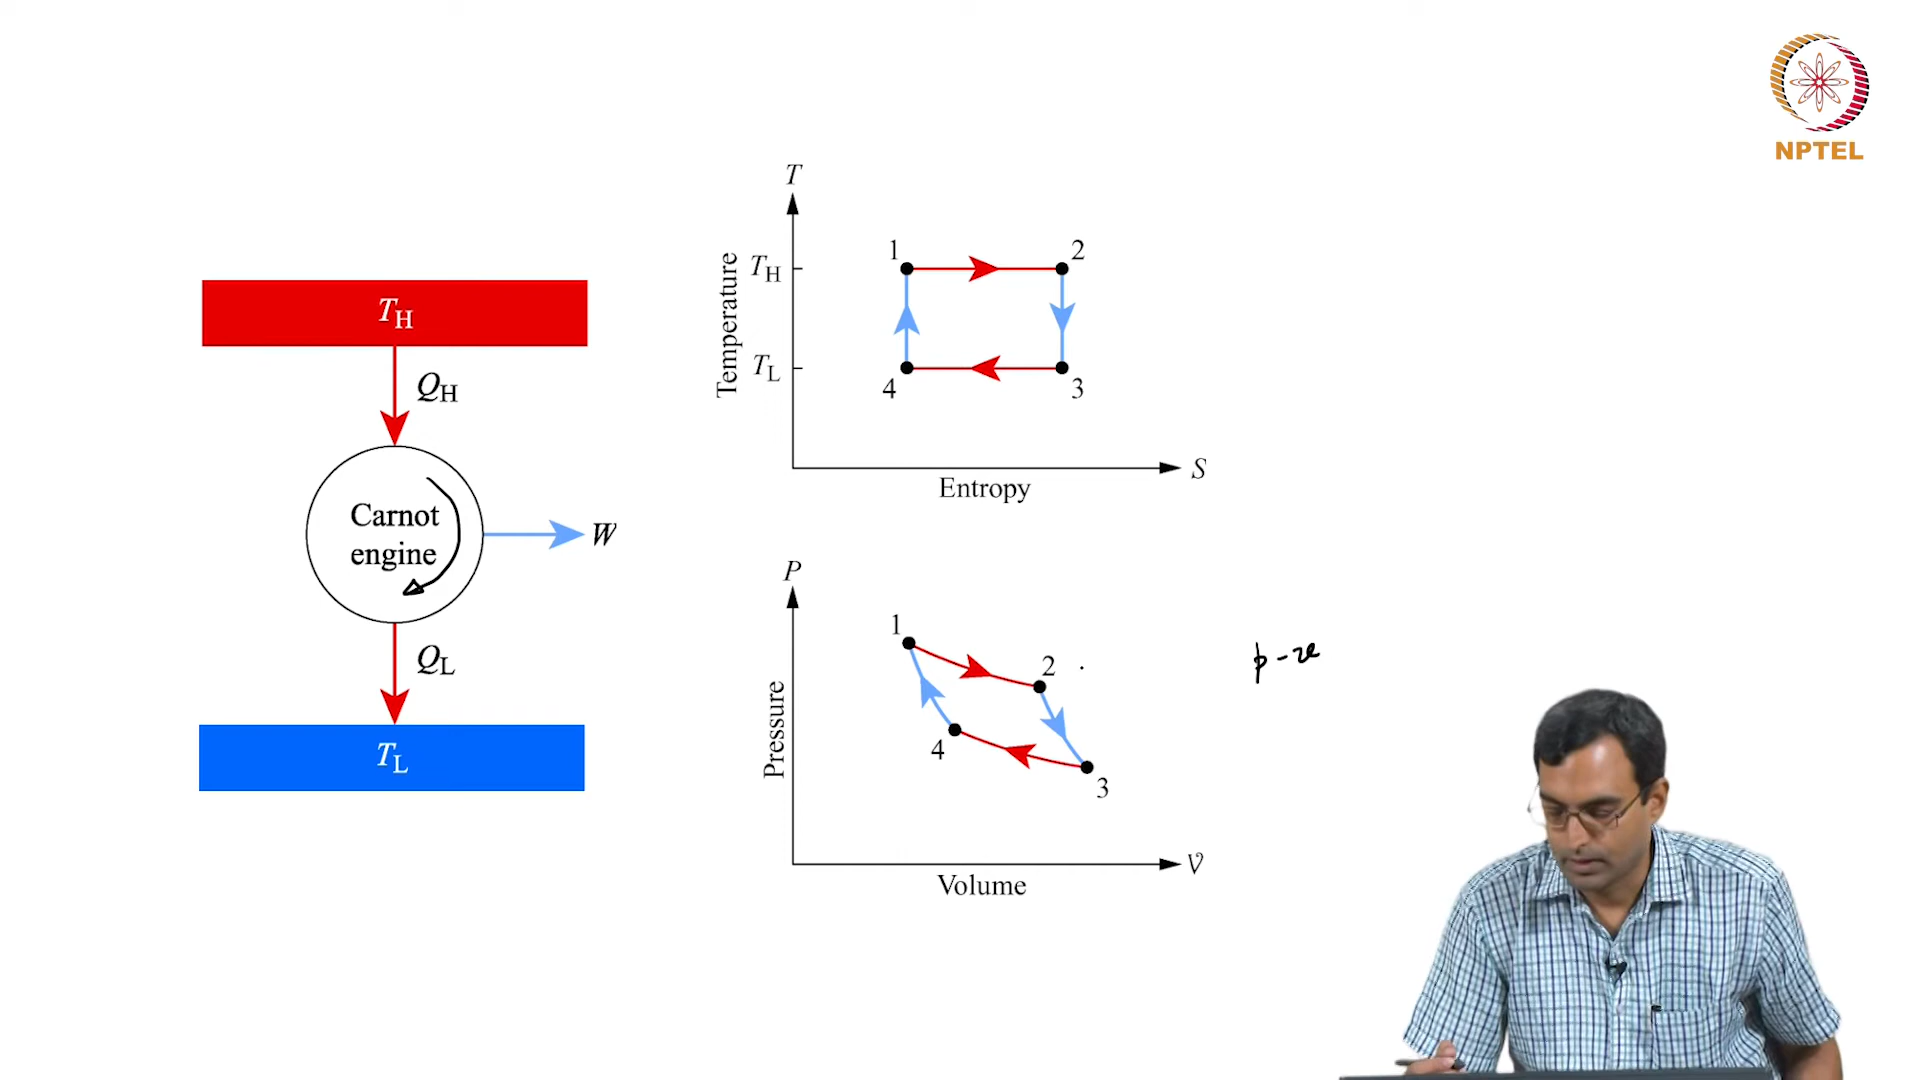 NPTEL
T_H
Q_H
Carnot
engine
W
Q_L
T_L
T
Temperature
T_H
T_L
1
2
4
3
S
Entropy
P
Pressure
1
2
4
3
V
Volume
p-v